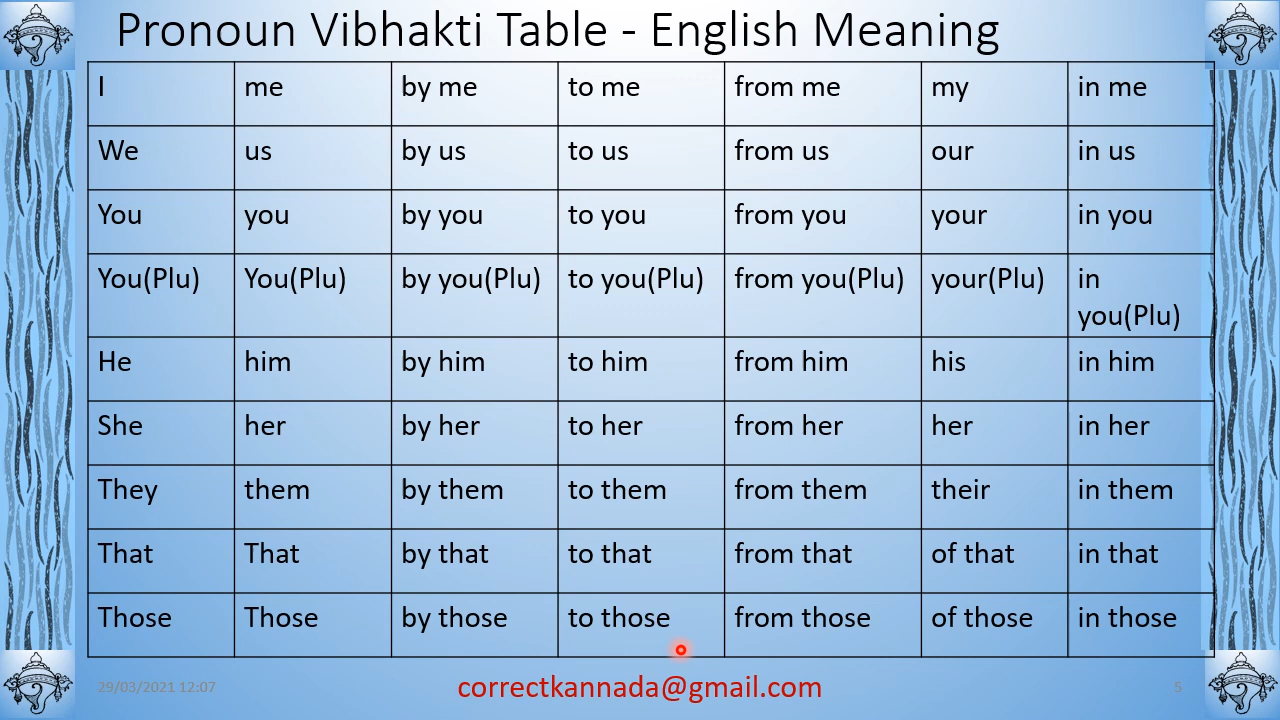 Pronoun Vibhakti Table - English Meaning
I me by me to me from me my in me
We us by us to us from us our in us
You you by you to you from you your in you
You(Plu) You(Plu) by you(Plu) to you(Plu) from you(Plu) your(Plu) in
you(Plu)
He him by him to him from him his in him
She her by her to her from her her in her
They them by them to them from them their in them
That That by that to that from that of that in that
Those Those by those to those from those of those in those
29/03/2021 12:07 correctkannada@gmail.com 5